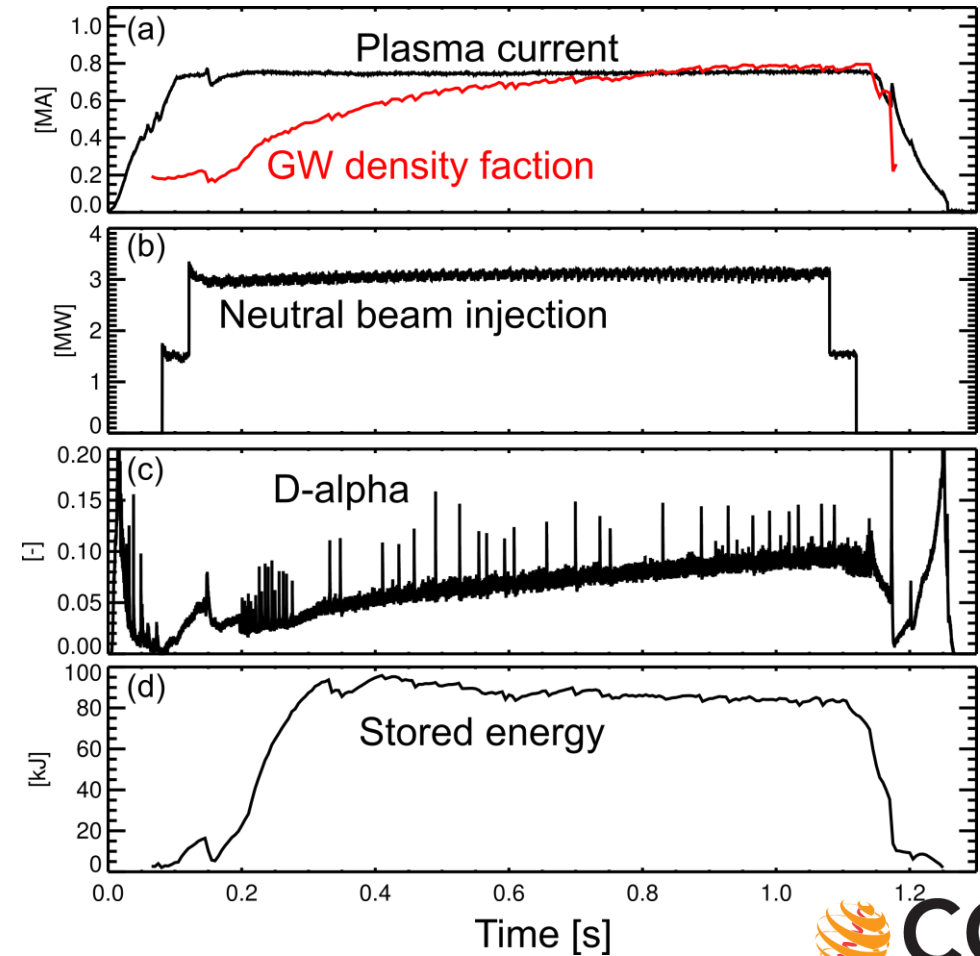 (a)
Plasma current
GW density faction
[MA]
1.0
0.8
0.6
0.4
0.2
0.0
(b)
Neutral beam injection
[MW]
4
3
2
1
0
(c)
D-alpha
[-]
0.20
0.15
0.10
0.05
0.00
(d)
Stored energy
[kJ]
100
80
60
40
20
0
0.0 0.2 0.4 0.6 0.8 1.0 1.2
Time [s]